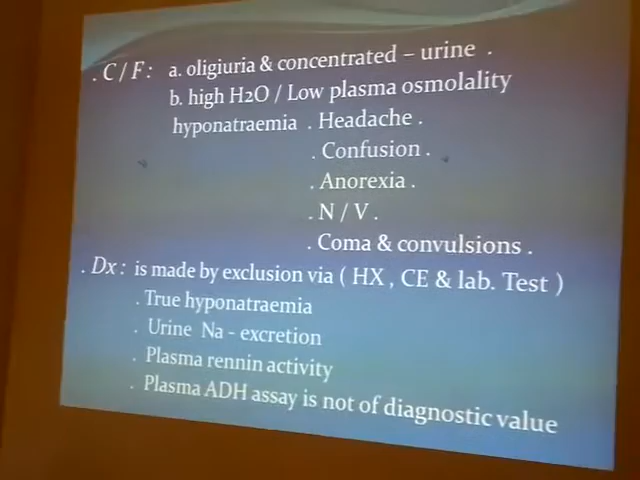 . C / F : a. oligiuria & concentrated – urine .
b. high H2O / Low plasma osmolality
hyponatraemia . Headache .
. Confusion .
. Anorexia .
. N / V .
. Coma & convulsions .
. Dx : is made by exclusion via ( HX , CE & lab. Test )
. True hyponatraemia
. Urine Na - excretion
. Plasma rennin activity
. Plasma ADH assay is not of diagnostic value